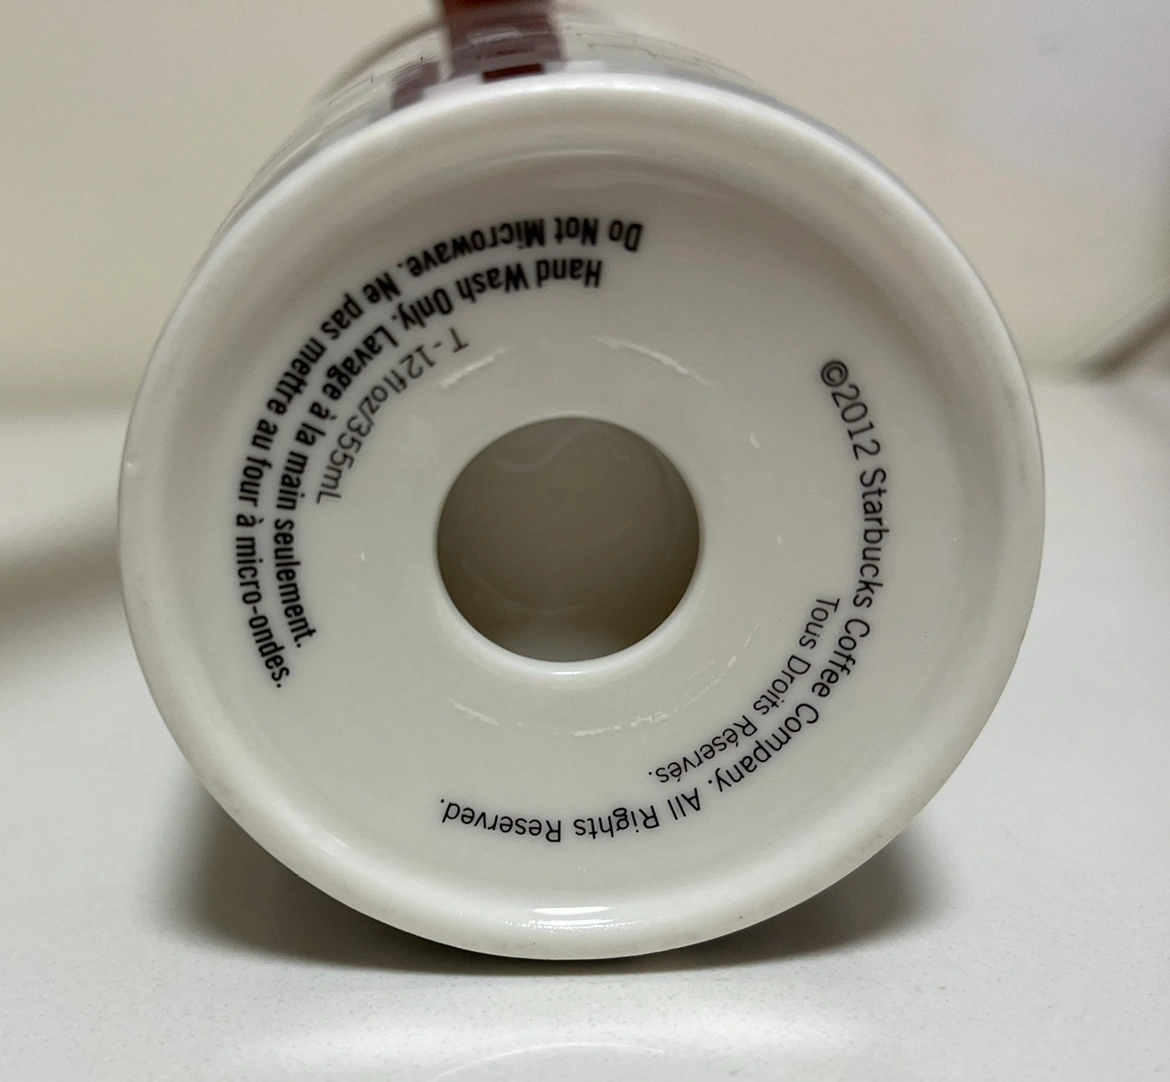 Do Not Microwave. Ne pas mettre au four à micro-ondes.
Hand Wash Only. Lavage à la main seulement.
T-12fl oz/355mL
©2012 Starbucks Coffee Company. All Rights Reserved.
Tous Droits Réservés.